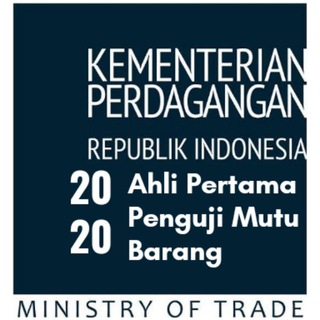 KEMENTERIAN
PERDAGANGAN
REPUBLIK INDONESIA
20 Ahli Pertama
20 Penguji Mutu
Barang
MINISTRY OF TRADE